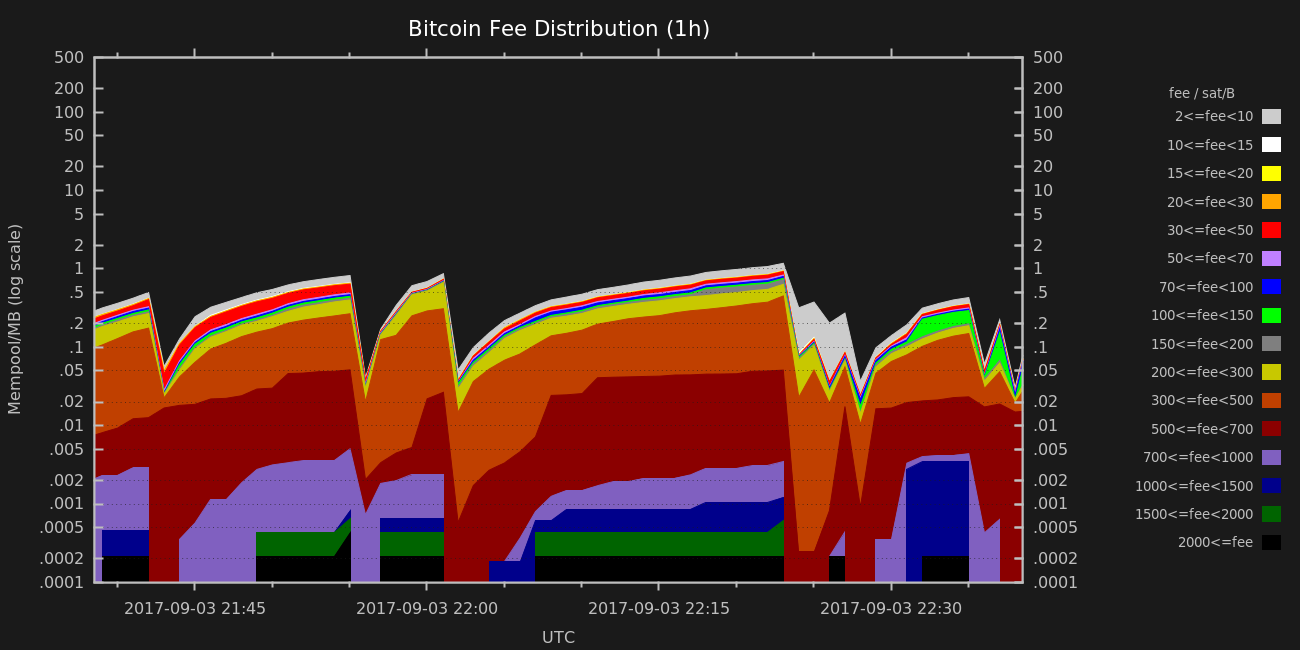 Bitcoin Fee Distribution (1h)
500
200
100
50
20
10
5
2
1
.5
.2
.1
.05
.02
.01
.005
.002
.001
.0005
.0002
.0001
Mempool/MB (log scale)
500
200
100
50
20
10
5
2
1
.5
.2
.1
.05
.02
.01
.005
.002
.001
.0005
.0002
.0001
2017-09-03 21:45
2017-09-03 22:00
2017-09-03 22:15
2017-09-03 22:30
UTC
fee / sat/B
2<=fee<10
10<=fee<15
15<=fee<20
20<=fee<30
30<=fee<50
50<=fee<70
70<=fee<100
100<=fee<150
150<=fee<200
200<=fee<300
300<=fee<500
500<=fee<700
700<=fee<1000
1000<=fee<1500
1500<=fee<2000
2000<=fee